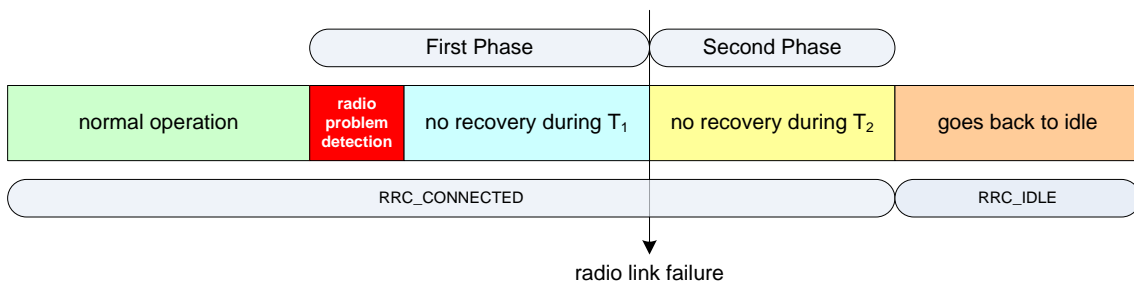 First Phase
Second Phase
normal operation
radio
problem
detection
no recovery during T₁
no recovery during T₂
goes back to idle
RRC_CONNECTED
RRC_IDLE
radio link failure